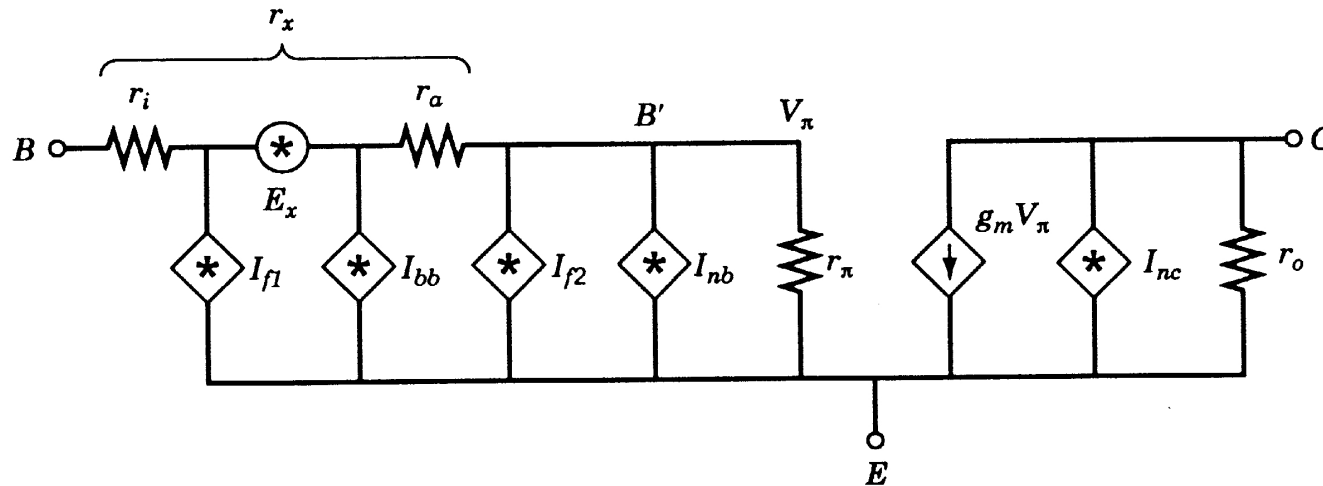 r_x
r_i
r_a
B
B′
V_π
E_x
g_m V_π
I_f1
I_bb
I_f2
I_nb
r_π
I_nc
r_o
E